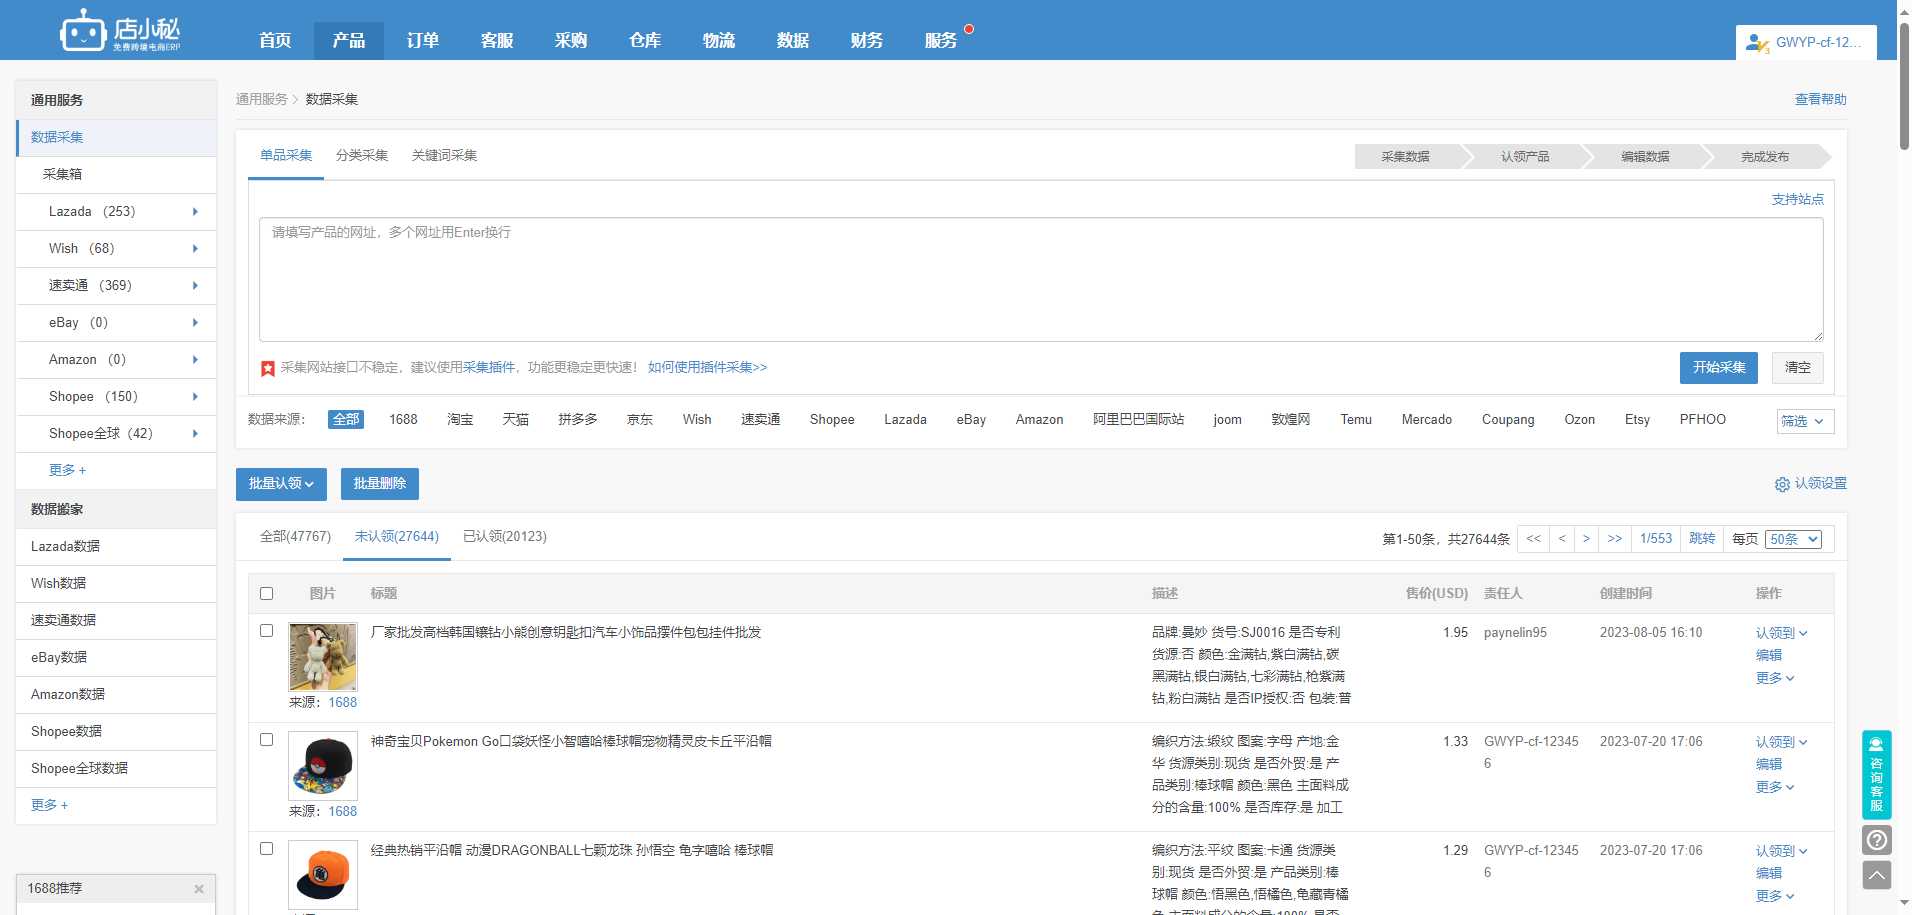 店小秘
免费跨境电商ERP
首页 产品 订单 客服 采购 仓库 物流 数据 财务 服务
GWYP-cf-12...
通用服务
数据采集
采集箱
Lazada （253）
Wish （68）
速卖通 （369）
eBay （0）
Amazon （0）
Shopee （150）
Shopee全球（42）
更多 +
数据搬家
Lazada数据
Wish数据
速卖通数据
eBay数据
Amazon数据
Shopee数据
Shopee全球数据
更多 +
1688推荐 ×
通用服务 > 数据采集
查看帮助
单品采集 分类采集 关键词采集
采集数据 认领产品 编辑数据 完成发布
支持站点
请填写产品的网址，多个网址用Enter换行
采集网站接口不稳定，建议使用采集插件，功能更稳定更快速！ 如何使用插件采集>>
开始采集 清空
数据来源： 全部 1688 淘宝 天猫 拼多多 京东 Wish 速卖通 Shopee Lazada eBay Amazon 阿里巴巴国际站 joom 敦煌网 Temu Mercado Coupang Ozon Etsy PFHOO 筛选
批量认领 批量删除
认领设置
全部(47767) 未认领(27644) 已认领(20123)
第1-50条，共27644条 << < > >> 1/553 跳转 每页 50条
图片 标题 描述 售价(USD) 责任人 创建时间 操作
厂家批发高档韩国镶钻小熊创意钥匙扣汽车小饰品摆件包包挂件批发
来源：1688
品牌:曼妙 货号:SJ0016 是否专利
货源:否 颜色:金满钻,紫白满钻,碳
黑满钻,银白满钻,七彩满钻,枪紫满
钻,粉白满钻 是否IP授权:否 包装:普
1.95 paynelin95 2023-08-05 16:10
认领到
编辑
更多
神奇宝贝Pokemon Go口袋妖怪小智嘻哈棒球帽宠物精灵皮卡丘平沿帽
来源：1688
编织方法:缎纹 图案:字母 产地:金
华 货源类别:现货 是否外贸:是 产
品类别:棒球帽 颜色:黑色 主面料成
分的含量:100% 是否库存:是 加工
1.33 GWYP-cf-12345
6
2023-07-20 17:06
认领到
编辑
更多
经典热销平沿帽 动漫DRAGONBALL七颗龙珠 孙悟空 龟字嘻哈 棒球帽
编织方法:平纹 图案:卡通 货源类
别:现货 是否外贸:是 产品类别:棒
球帽 颜色:悟黑色,悟橘色,龟藏青橘
1.29 GWYP-cf-12345
6
2023-07-20 17:06
认领到
编辑
更多
咨询客服